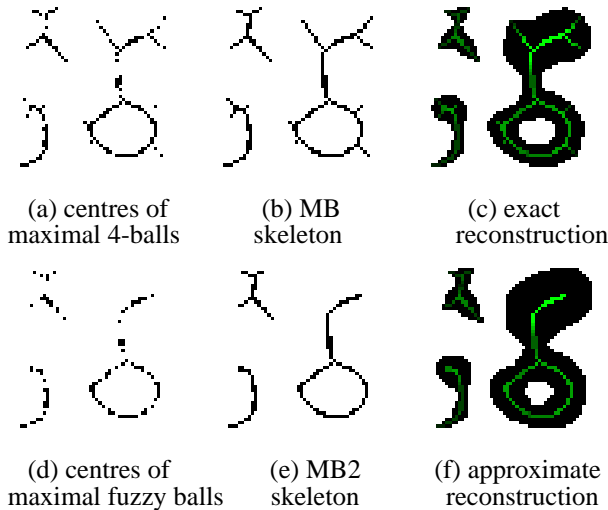 (a) centres of
maximal 4-balls
(b) MB
skeleton
(c) exact
reconstruction
(d) centres of
maximal fuzzy balls
(e) MB2
skeleton
(f) approximate
reconstruction